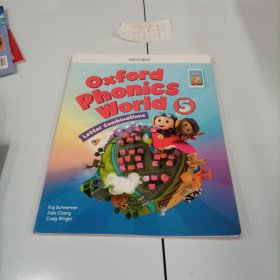 OXFORD
Oxford
Phonics
World 5
Letter Combinations
Kaj Schwermer
Julia Chang
Craig Wright